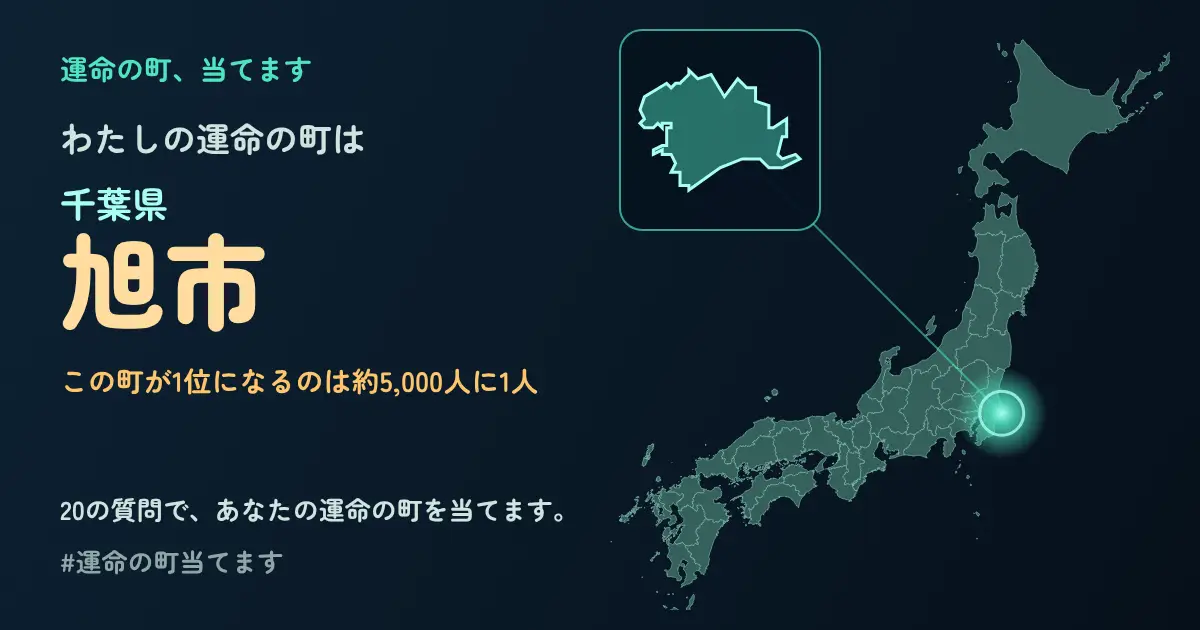 運命の町、当てます
わたしの運命の町は
千葉県
旭市
この町が1位になるのは約5,000人に1人
20の質問で、あなたの運命の町を当てます。
#運命の町当てます